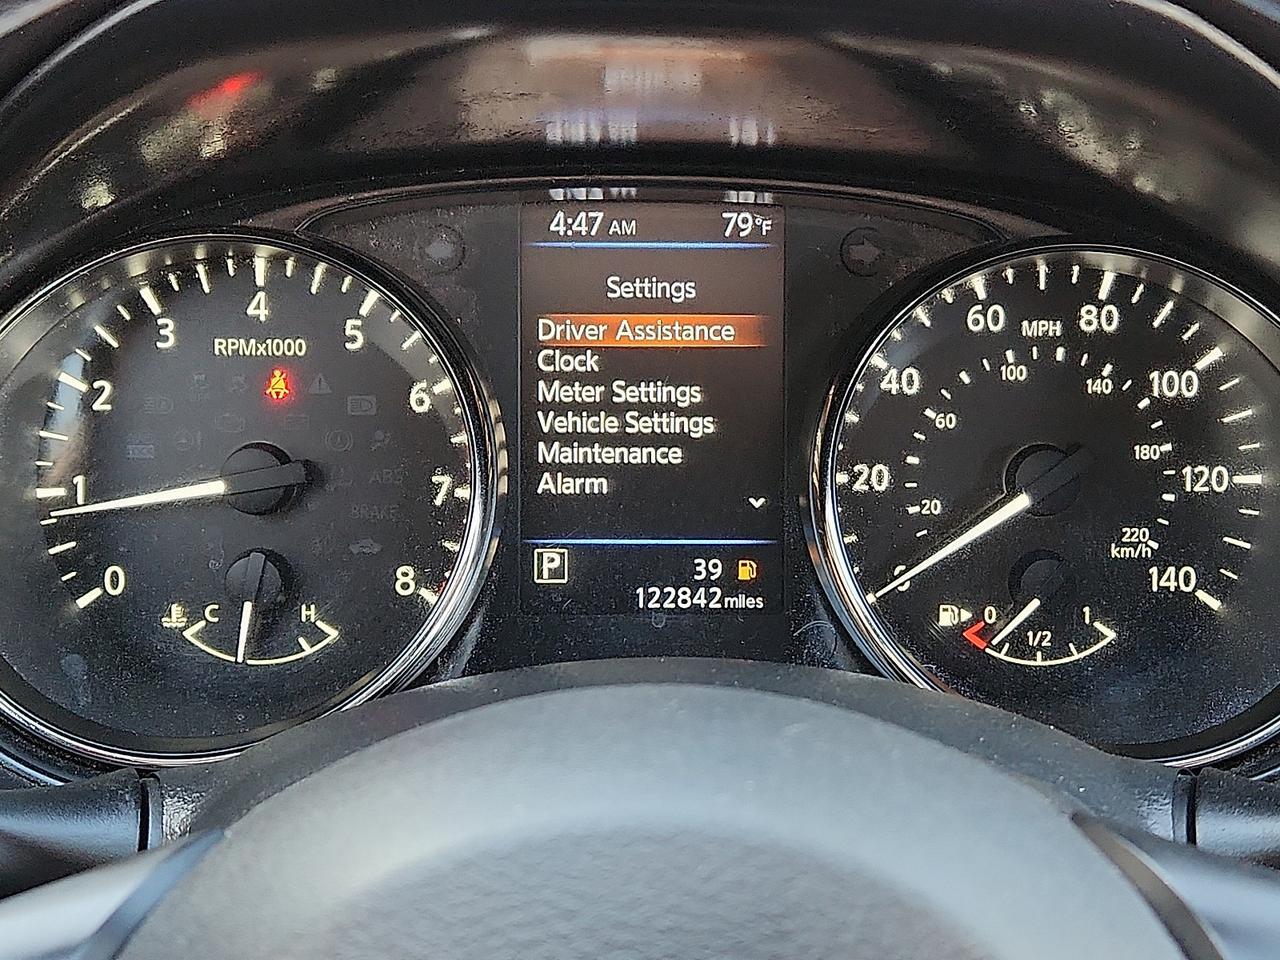 4:47 AM 79°F
Settings
Driver Assistance
Clock
Meter Settings
Vehicle Settings
Maintenance
Alarm
P 39
122842 miles
0 1 2 3 4 5 6 7 8
RPMx1000
ABS
BRAKE
C H
20 40 60 80 100 120 140
MPH
20 60 100 140 180 220
km/h
0 1/2 1